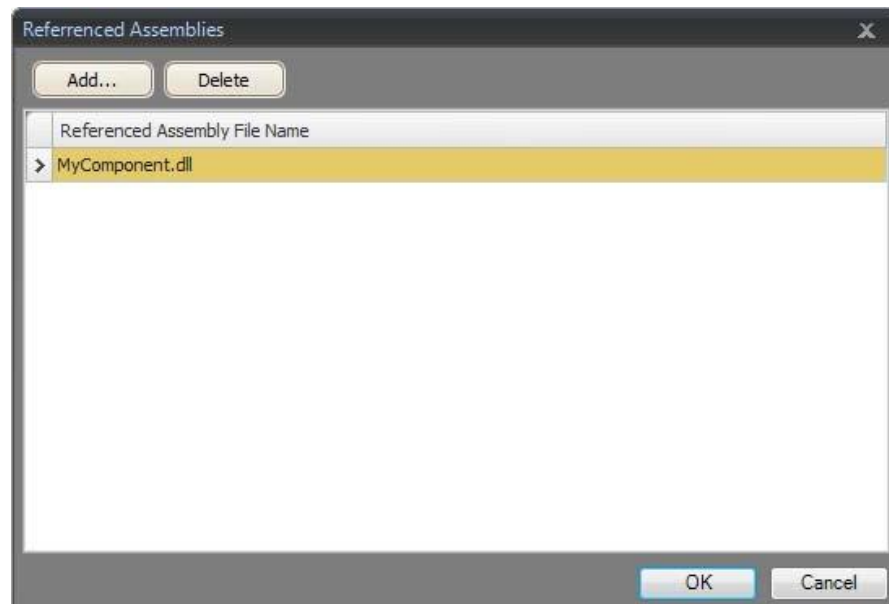 Referrenced Assemblies
Add... Delete
Referenced Assembly File Name
MyComponent.dll
OK Cancel